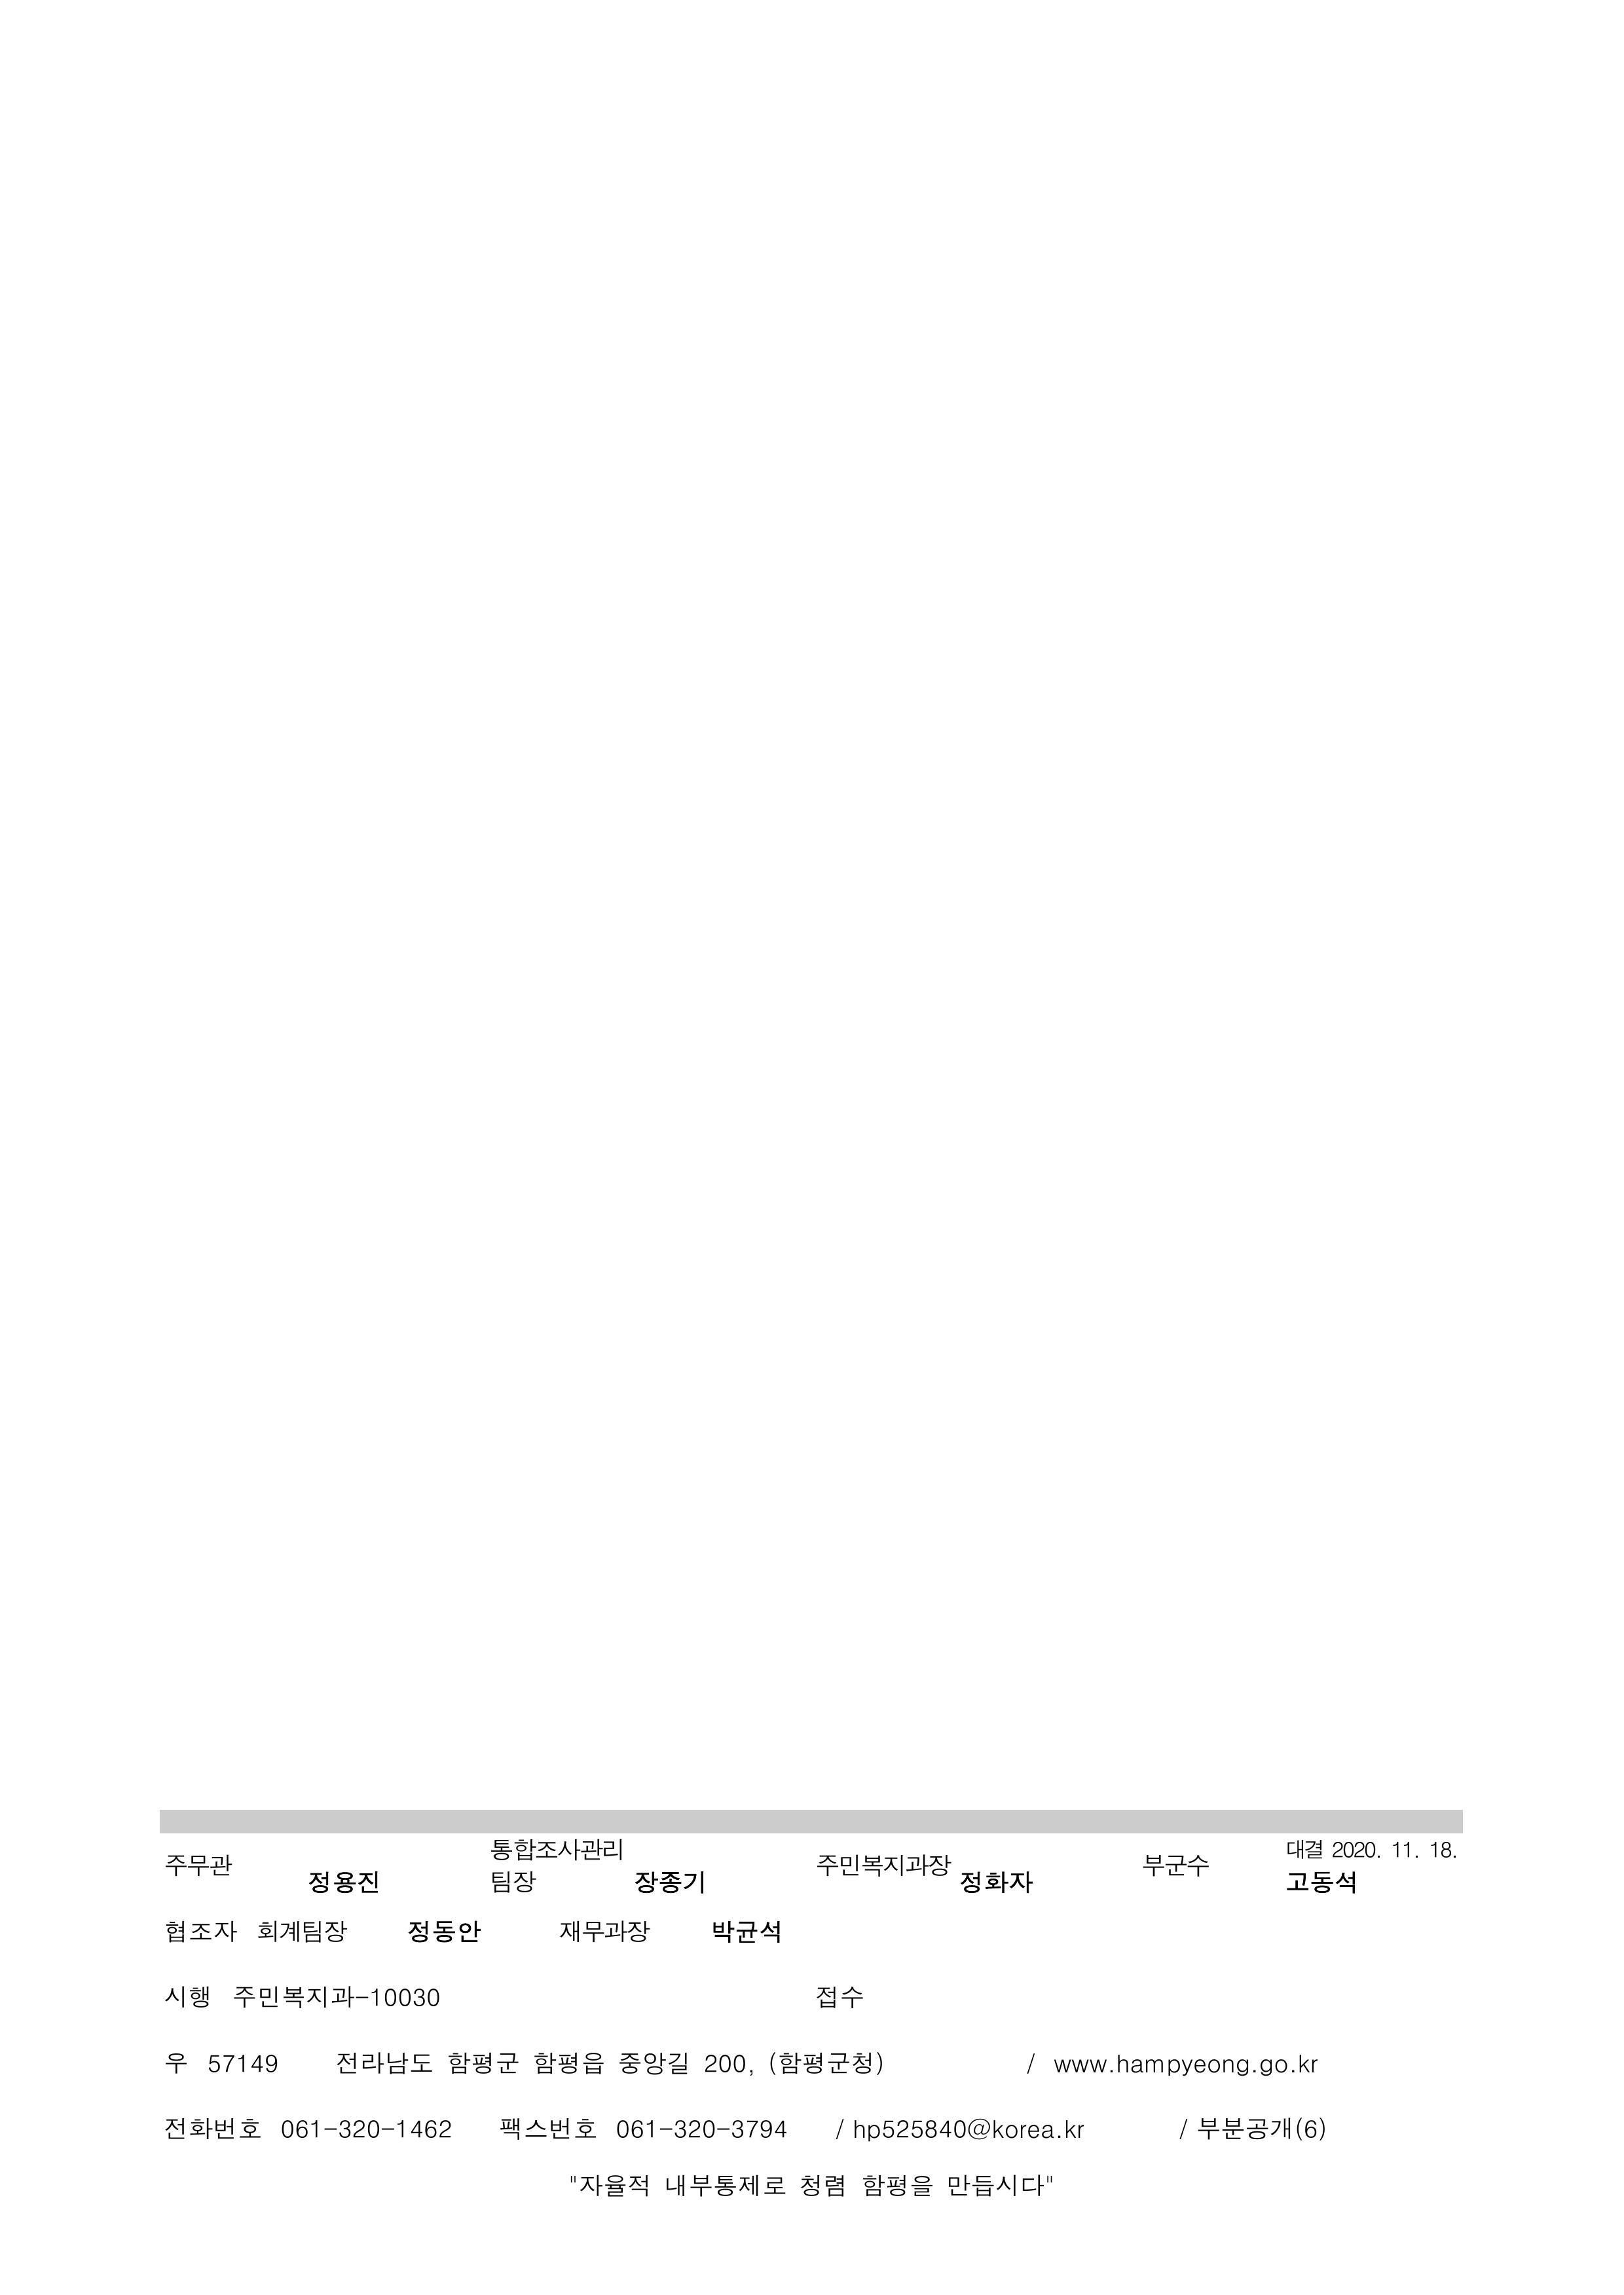 주무관 정용진 통합조사관리팀장 장종기 주민복지과장 정화자 부군수 대결 2020. 11. 18. 고동석
협조자 회계팀장 정동안 재무과장 박균석
시행 주민복지과-10030 접수
우 57149 전라남도 함평군 함평읍 중앙길 200, (함평군청) / www.hampyeong.go.kr
전화번호 061-320-1462 팩스번호 061-320-3794 / hp525840@korea.kr / 부분공개(6)
"자율적 내부통제로 청렴 함평을 만듭시다"